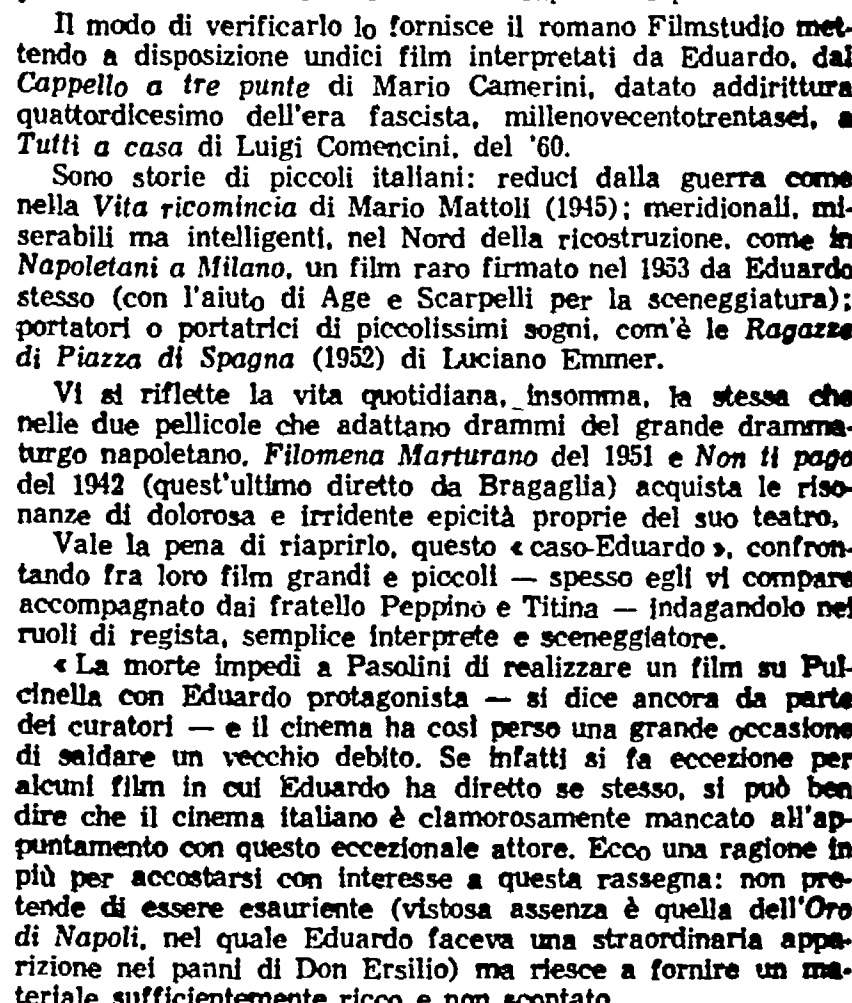 Il modo di verificarlo lo fornisce il romano Filmstudio met-
tendo a disposizione undici film interpretati da Eduardo, dal
Cappello a tre punte di Mario Camerini, datato addirittura
quattordicesimo dell'era fascista, millenovecentotrentasei, a
Tutti a casa di Luigi Comencini, del '60.
Sono storie di piccoli italiani: reduci dalla guerra come
nella Vita ricomincia di Mario Mattoli (1945); meridionali, mi-
serabili ma intelligenti, nel Nord della ricostruzione, come in
Napoletani a Milano, un film raro firmato nel 1953 da Eduardo
stesso (con l'aiuto di Age e Scarpelli per la sceneggiatura);
portatori o portatrici di piccolissimi sogni, com'è le Ragazze
di Piazza di Spagna (1952) di Luciano Emmer.
Vi si riflette la vita quotidiana, insomma, la stessa che
nelle due pellicole che adattano drammi del grande dramma-
turgo napoletano, Filomena Marturano del 1951 e Non ti pago
del 1942 (quest'ultimo diretto da Bragaglia) acquista le riso-
nanze di dolorosa e irridente epicità proprie del suo teatro.
Vale la pena di riaprirlo, questo «caso-Eduardo», confron-
tando fra loro film grandi e piccoli — spesso egli vi compare
accompagnato dai fratello Peppino e Titina — indagandolo nei
ruoli di regista, semplice interprete e sceneggiatore.
«La morte impedì a Pasolini di realizzare un film su Pul-
cinella con Eduardo protagonista — si dice ancora da parte
dei curatori — e il cinema ha così perso una grande occasione
di saldare un vecchio debito. Se infatti si fa eccezione per
alcuni film in cui Eduardo ha diretto se stesso, si può ben
dire che il cinema italiano è clamorosamente mancato all'ap-
puntamento con questo eccezionale attore. Ecco una ragione in
più per accostarsi con interesse a questa rassegna: non pre-
tende di essere esauriente (vistosa assenza è quella dell'Oro
di Napoli, nel quale Eduardo faceva una straordinaria appa-
rizione nei panni di Don Ersilio) ma riesce a fornire un ma-
teriale sufficientemente ricco e non scontato